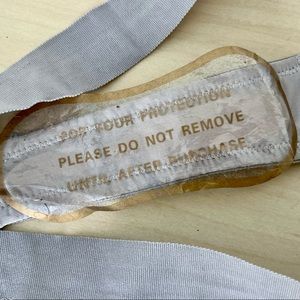 FOR YOUR PROTECTION
PLEASE DO NOT REMOVE
UNTIL AFTER PURCHASE